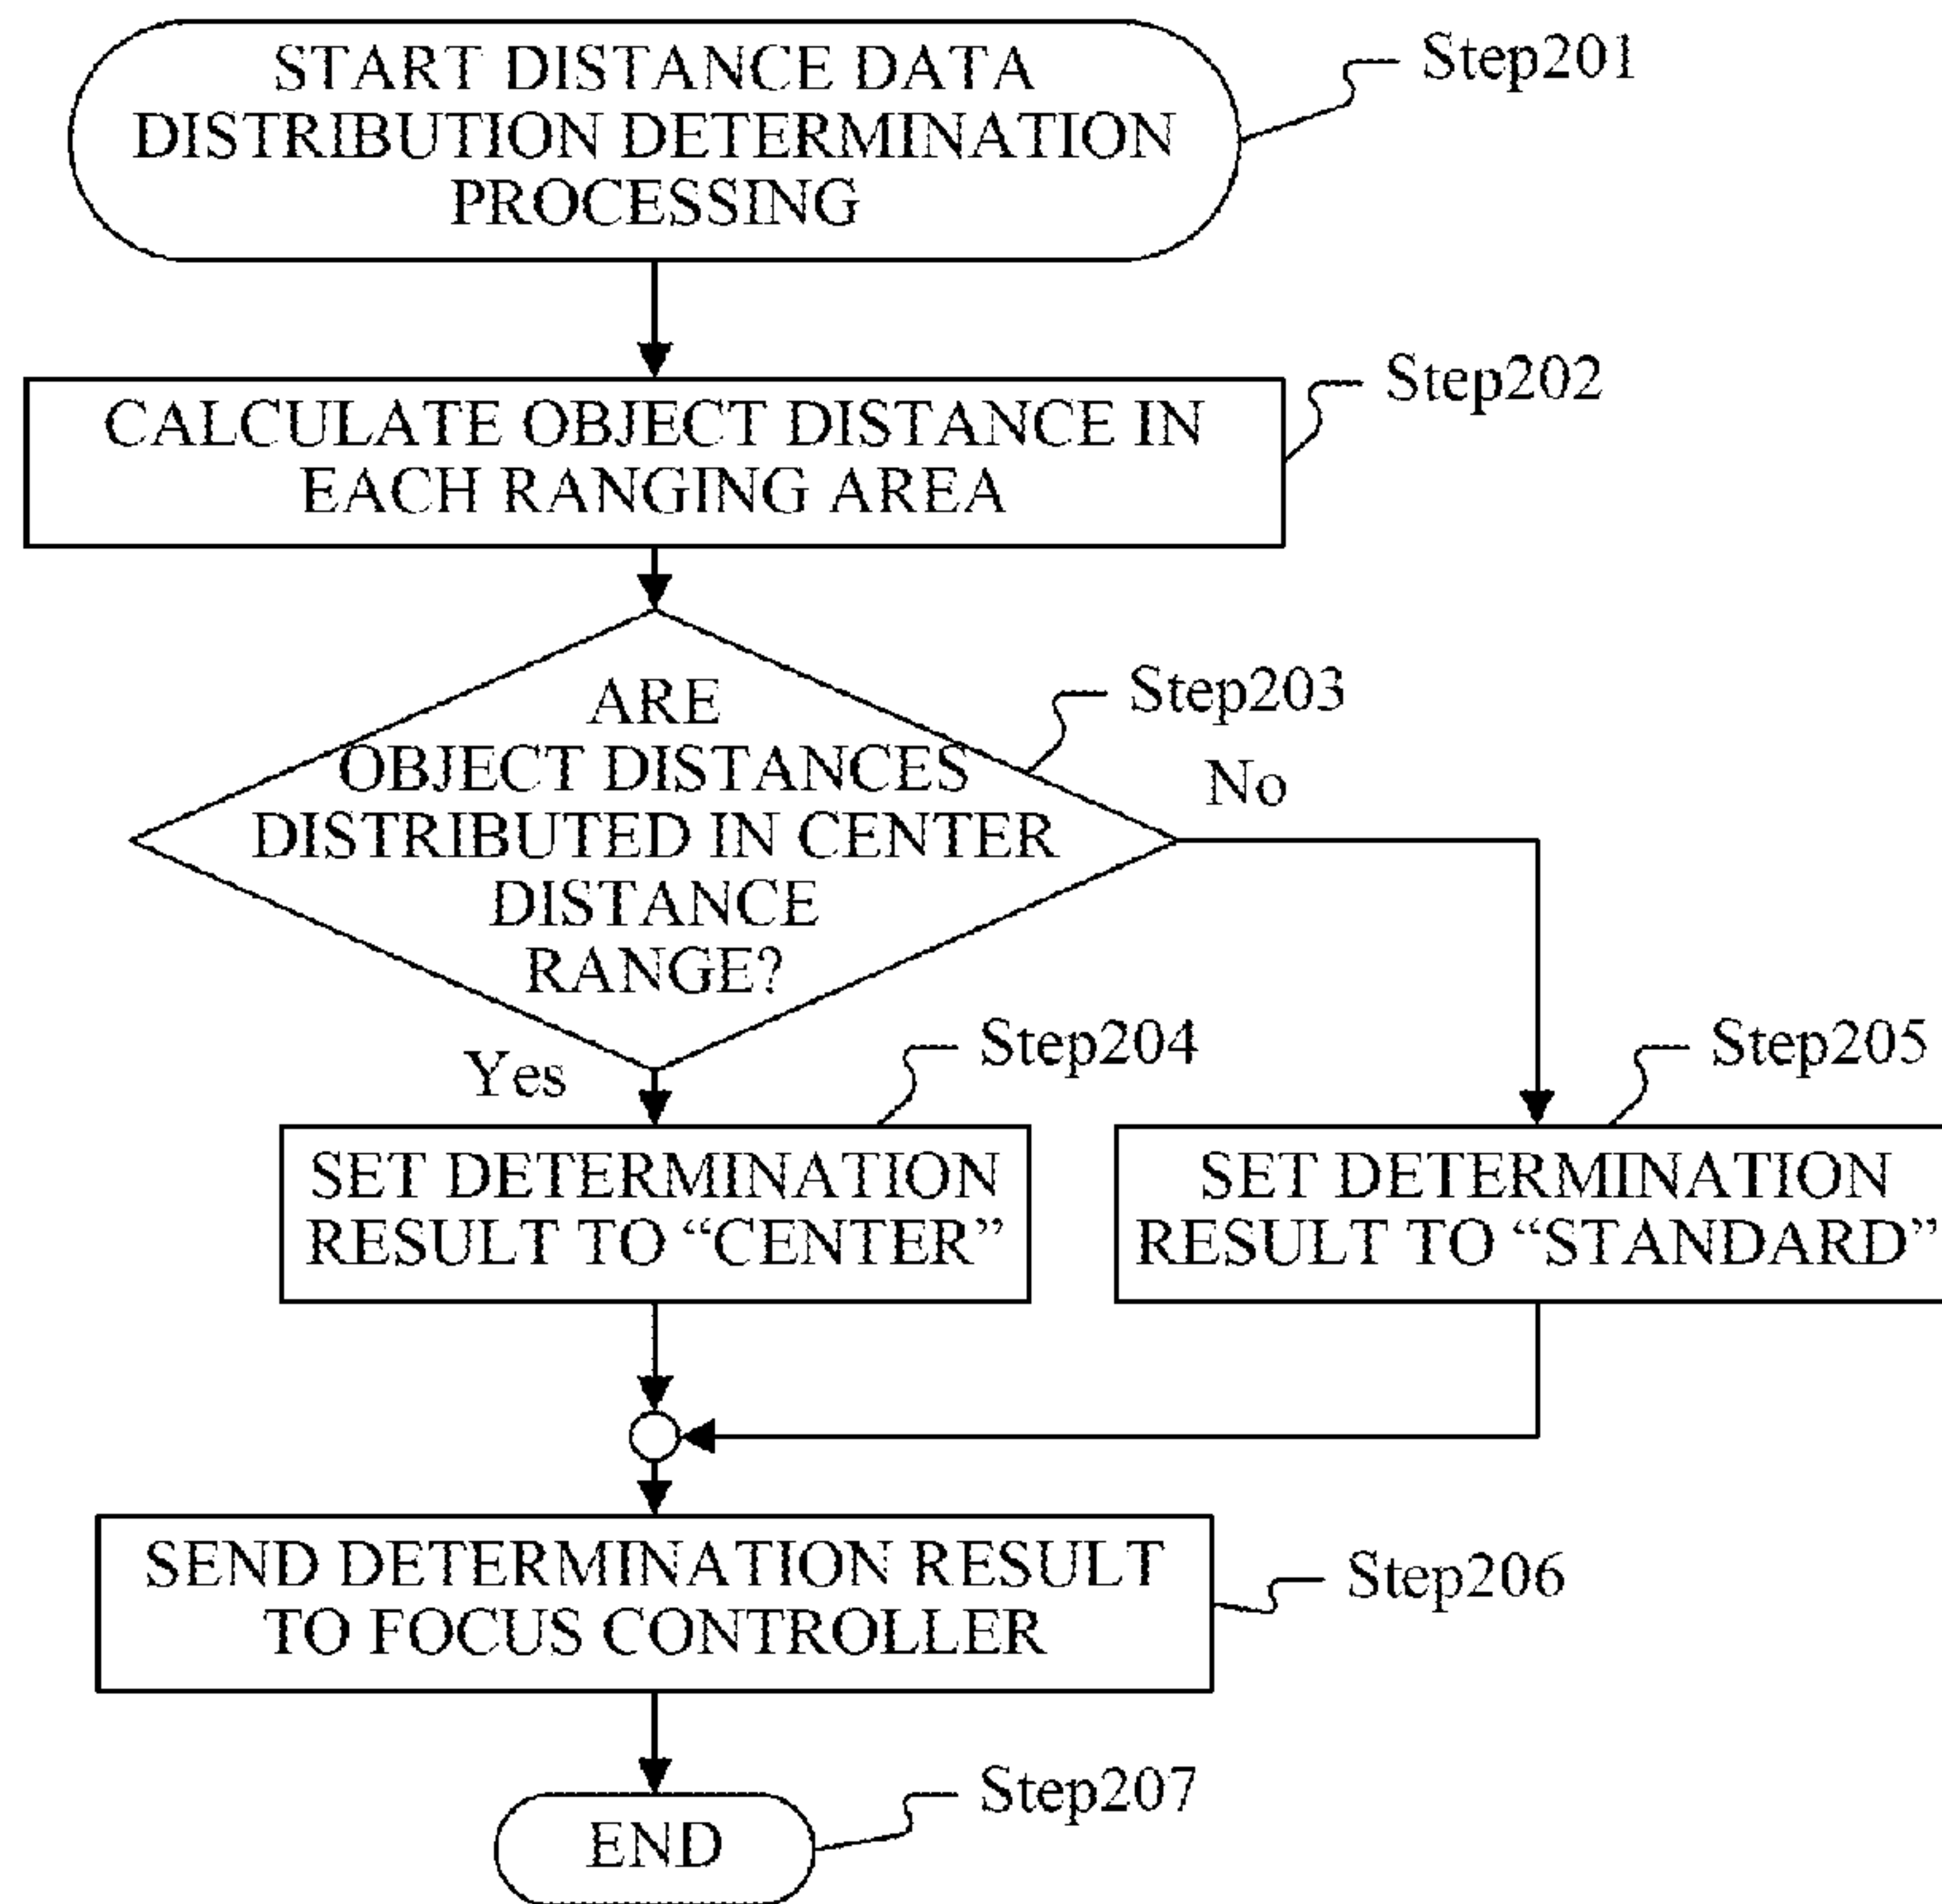 START DISTANCE DATA
DISTRIBUTION DETERMINATION
PROCESSING
Step201
CALCULATE OBJECT DISTANCE IN
EACH RANGING AREA
Step202
ARE
OBJECT DISTANCES
DISTRIBUTED IN CENTER
DISTANCE
RANGE?
Step203
No
Yes
Step204
SET DETERMINATION
RESULT TO “CENTER”
Step205
SET DETERMINATION
RESULT TO “STANDARD”
SEND DETERMINATION RESULT
TO FOCUS CONTROLLER
Step206
END
Step207